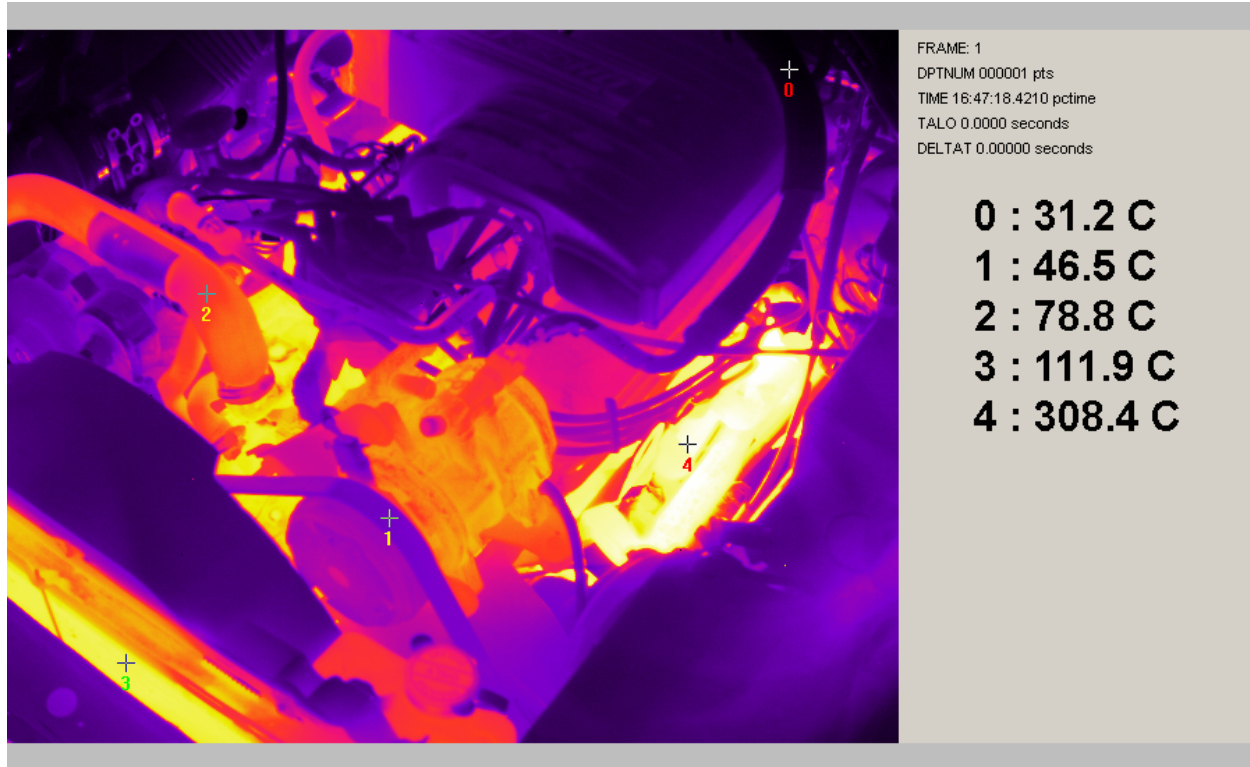 FRAME: 1
DPTNUM 000001 pts
TIME 16:47:18.4210 pctime
TALO 0.0000 seconds
DELTAT 0.00000 seconds
0 : 31.2 C
1 : 46.5 C
2 : 78.8 C
3 : 111.9 C
4 : 308.4 C
0
2
4
1
3